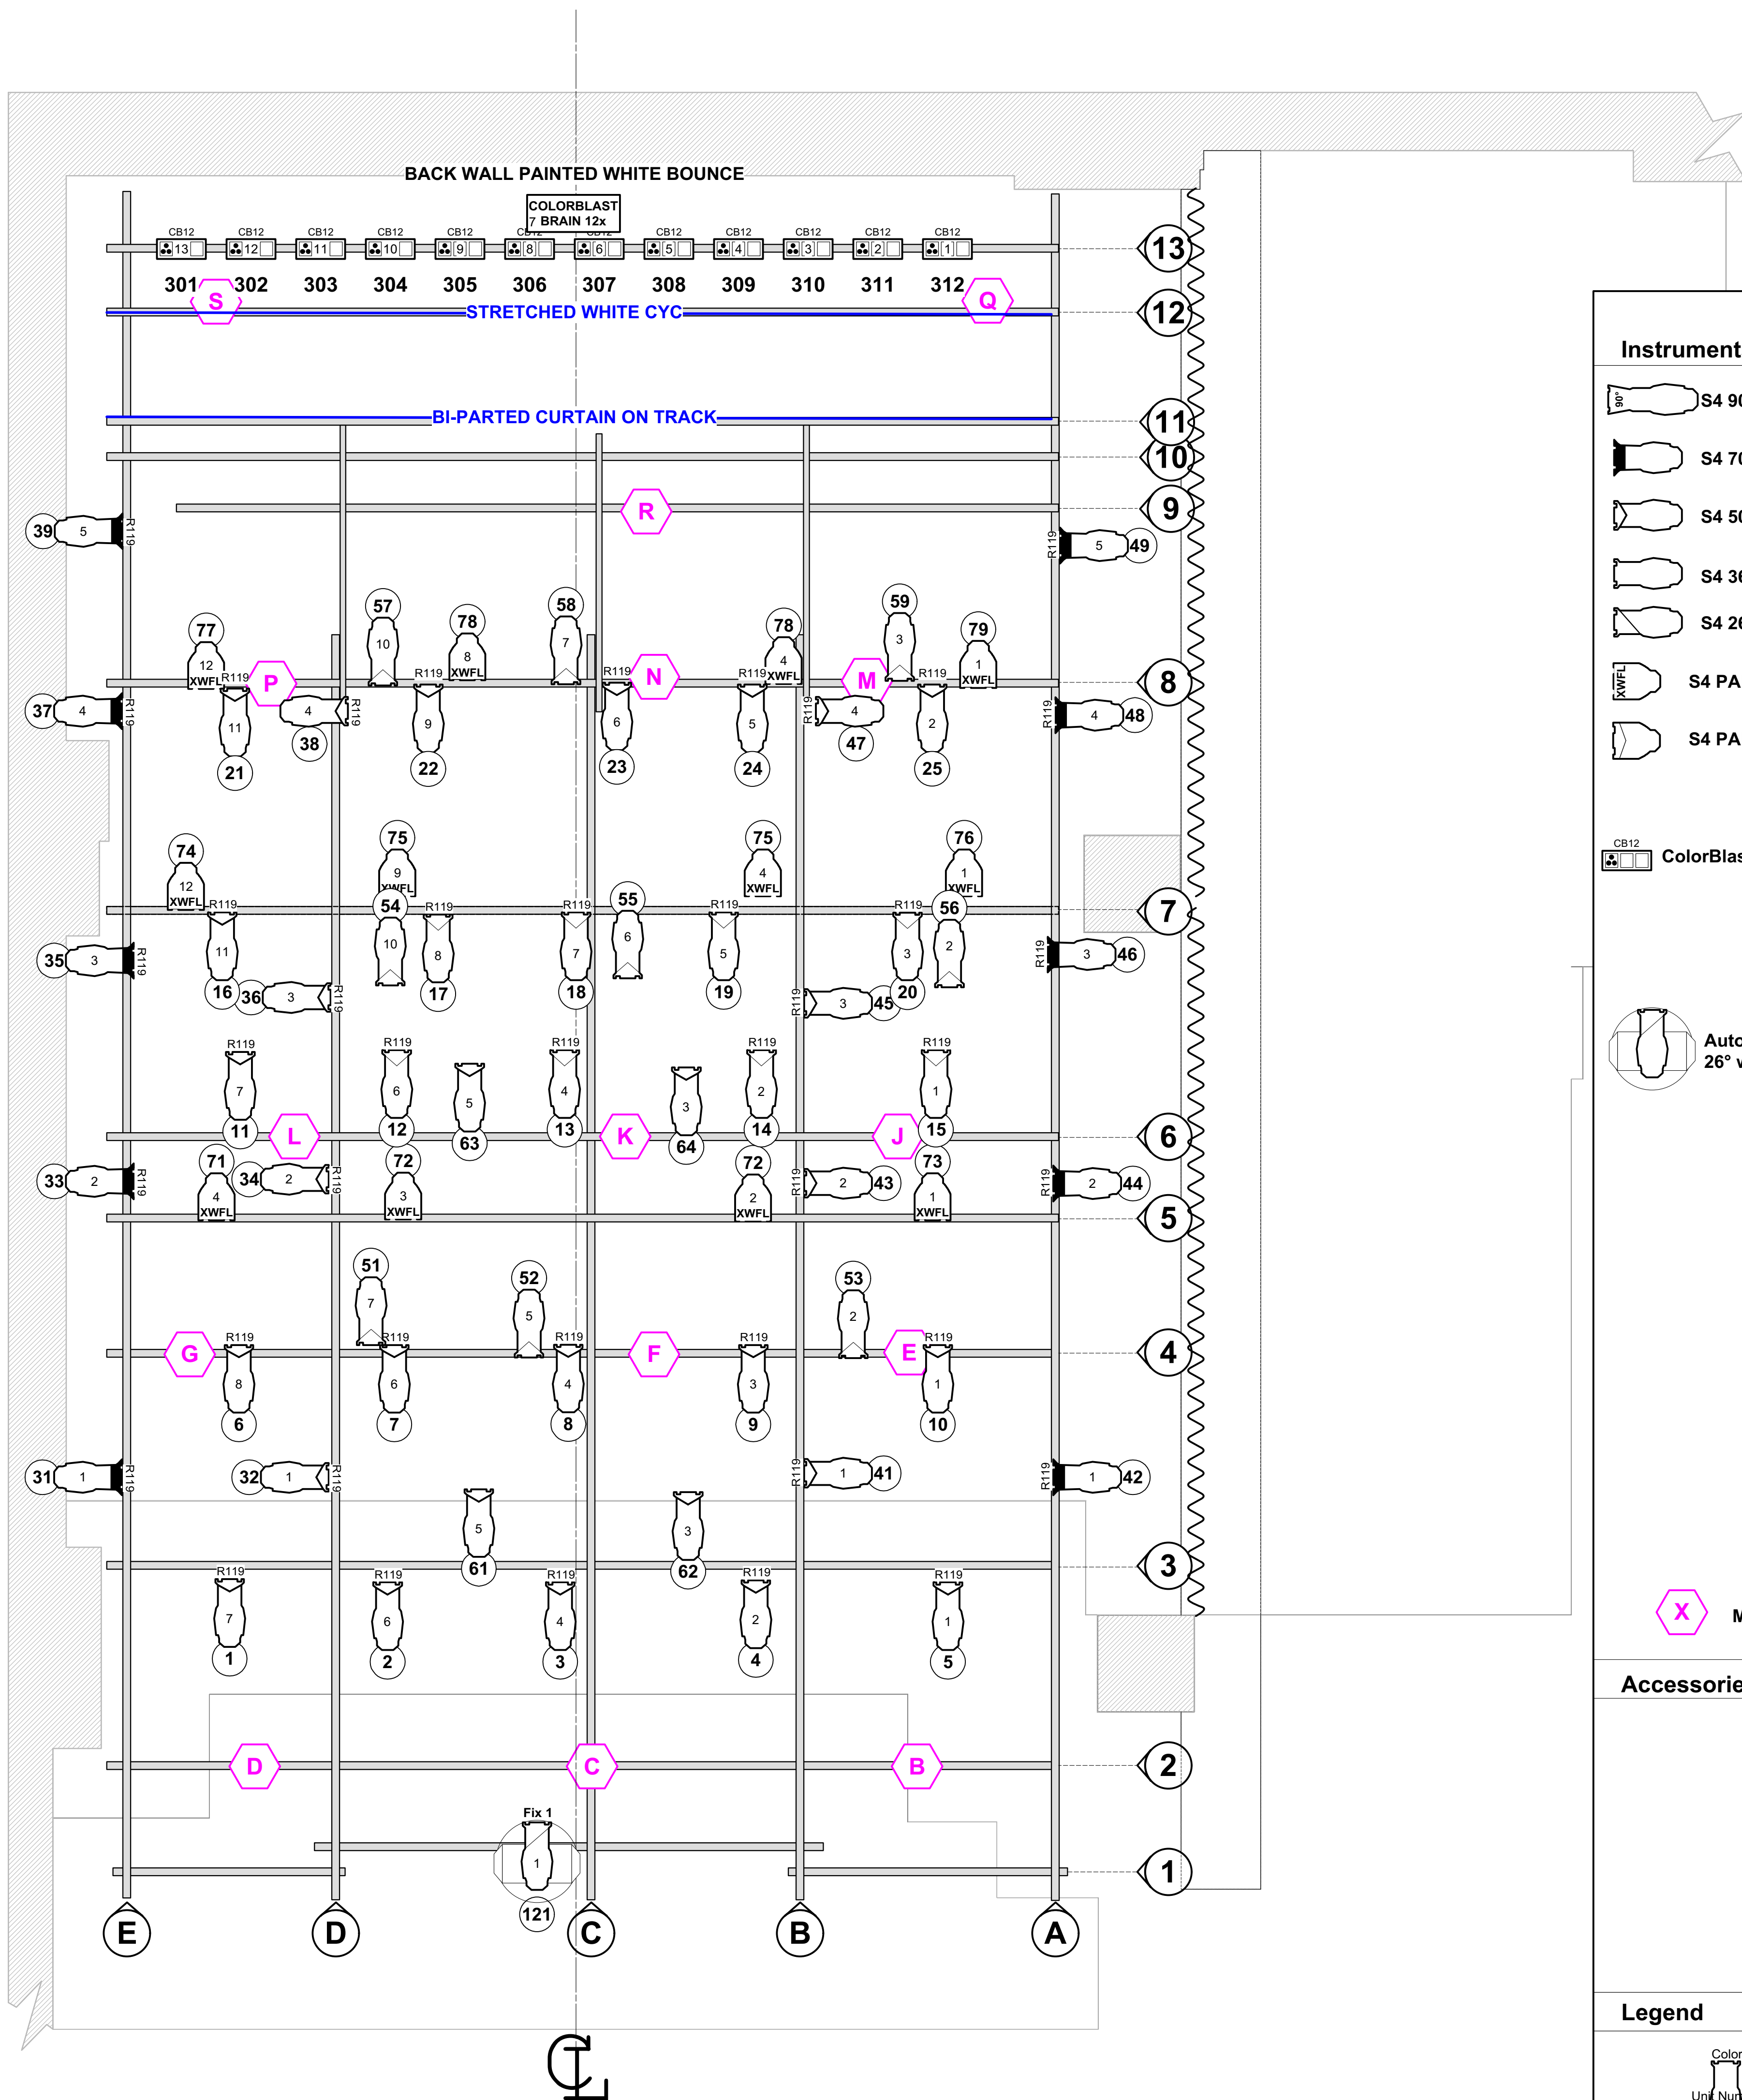 BACK WALL PAINTED WHITE BOUNCE
COLORBLAST
7 BRAIN 12x
CB12 CB12 CB12 CB12 CB12 CB12 CB12 CB12 CB12 CB12 CB12 CB12
13 12 11 10 9 8 6 5 4 3 2 1 13
301 302 303 304 305 306 307 308 309 310 311 312
S Q
STRETCHED WHITE CYC 12
BI-PARTED CURTAIN ON TRACK 11
10
R 9
39 5 R119 R119 5 49
57 58 59
77 78 78 79
10 7 3
12 8 4 1
XWFL XWFL XWFL XWFL
R119 R119 R119 R119 R119
P N M 8
37 4 R119 4 R119 R119 4 R119 4 48
11 9 6 5 2
38 47
21 22 23 24 25
74 75 75 76
12 9 4 1
XWFL XWFL XWFL XWFL
R119 54 R119 R119 55 R119 R119 56 7
11 10 8 7 6 5 3 2
35 3 R119 R119 3 46
16 36 3 R119 17 18 19 R119 3 45 20
R119 R119 R119 R119 R119
7 6 5 4 3 2 1
11 L 12 63 13 K 64 14 J 15 6
71 72 72 73
33 2 R119 34 2 R119 R119 2 43 R119 2 44
4 3 2 1
XWFL XWFL XWFL XWFL
5
51 52 53
7 5 2
R119 R119 R119 R119 R119
G F E 4
8 6 4 3 1
6 7 8 9 10
31 1 R119 32 1 R119 R119 1 41 R119 1 42
5 3
61 62 3
R119 R119 R119 R119 R119
7 6 4 2 1
1 2 3 4 5
D C B 2
Fix 1
1
1
121
E D C B A
CL
Instrument
90° S4 90
S4 70
S4 50
S4 36
S4 26
XWFL S4 PA
S4 PA
CB12
ColorBlas
Auto
26° v
X M
Accessorie
Legend
Color
Unit Num